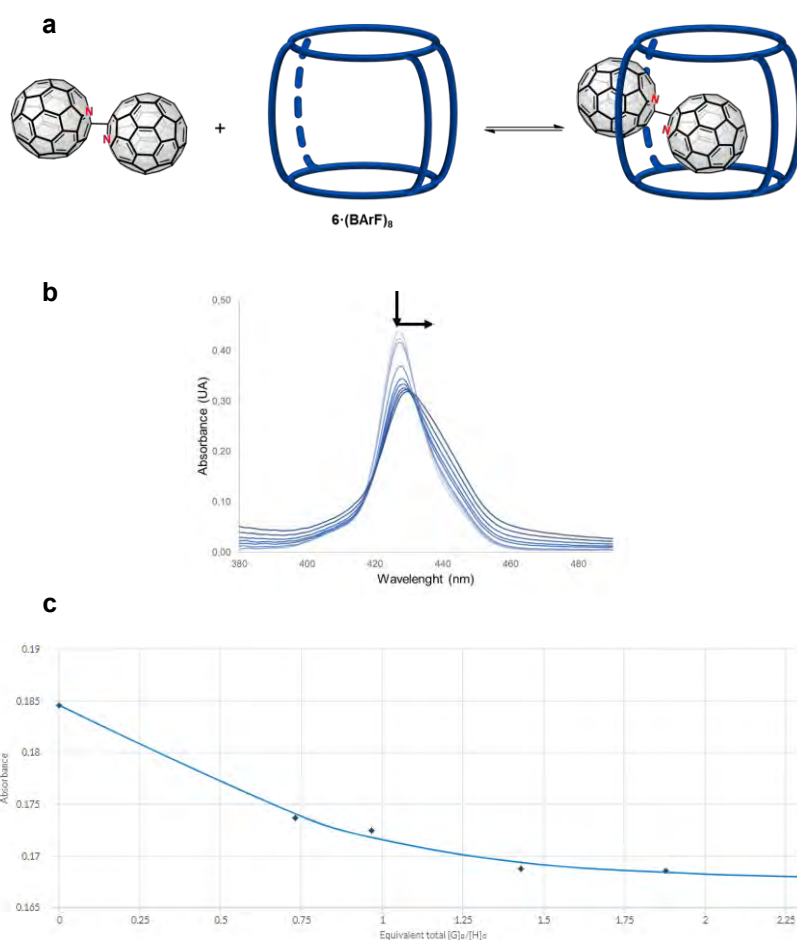 a
N
N
+
N
N
6·(BArF)8
b
0,50
0,40
0,30
0,20
0,10
0,00
Absorbance (UA)
380
400
420
440
460
480
Wavelenght (nm)
c
0.19
0.185
0.18
0.175
0.17
0.165
Absorbance
0
0.25
0.5
0.75
1
1.25
1.5
1.75
2
2.25
Equivalent total [G]₀/[H]₀